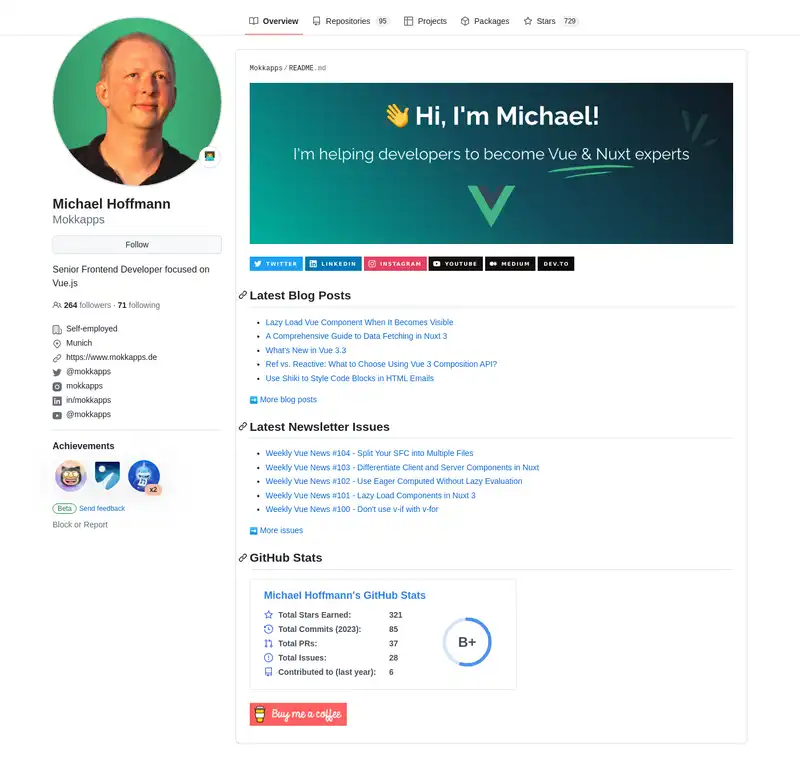 Overview Repositories 95 Projects Packages Stars 729
Michael Hoffmann
Mokkapps
Follow
Senior Frontend Developer focused on
Vue.js
264 followers · 71 following
Self-employed
Munich
https://www.mokkapps.de
@mokkapps
mokkapps
in/mokkapps
@mokkapps
Achievements
x2
Beta Send feedback
Block or Report
Mokkapps/README.md
👋 Hi, I'm Michael!
I'm helping developers to become Vue & Nuxt experts
TWITTER LINKEDIN INSTAGRAM YOUTUBE MEDIUM DEV.TO
Latest Blog Posts
• Lazy Load Vue Component When It Becomes Visible
• A Comprehensive Guide to Data Fetching in Nuxt 3
• What's New in Vue 3.3
• Ref vs. Reactive: What to Choose Using Vue 3 Composition API?
• Use Shiki to Style Code Blocks in HTML Emails
➡️ More blog posts
Latest Newsletter Issues
• Weekly Vue News #104 - Split Your SFC into Multiple Files
• Weekly Vue News #103 - Differentiate Client and Server Components in Nuxt
• Weekly Vue News #102 - Use Eager Computed Without Lazy Evaluation
• Weekly Vue News #101 - Lazy Load Components in Nuxt 3
• Weekly Vue News #100 - Don't use v-if with v-for
➡️ More issues
GitHub Stats
Michael Hoffmann's GitHub Stats
Total Stars Earned: 321
Total Commits (2023): 85
Total PRs: 37
Total Issues: 28
Contributed to (last year): 6
B+
Buy me a coffee